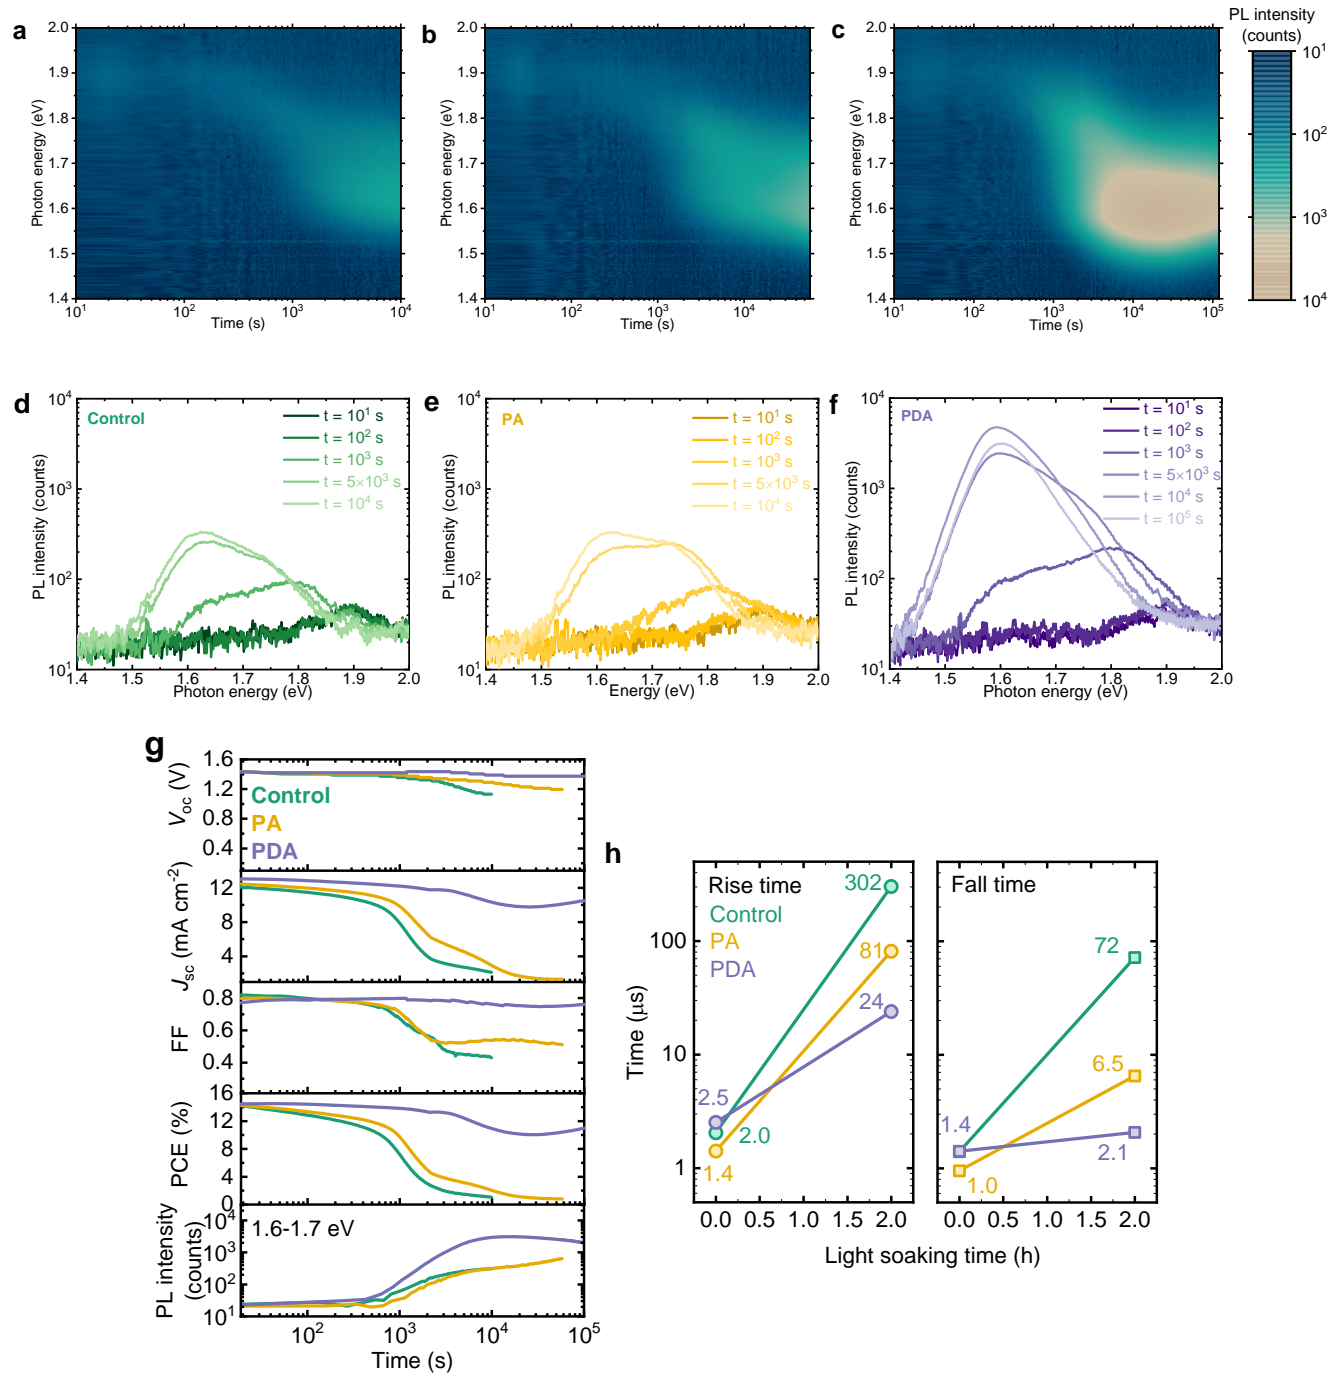 a
b
c
PL intensity
(counts)
10¹
10²
10³
10⁴
2.0
1.9
1.8
1.7
1.6
1.5
1.4
Photon energy (eV)
10¹ 10² 10³ 10⁴
Time (s)
2.0
1.9
1.8
1.7
1.6
1.5
1.4
Photon energy (eV)
10¹ 10² 10³ 10⁴
Time (s)
2.0
1.9
1.8
1.7
1.6
1.5
1.4
Photon energy (eV)
10¹ 10² 10³ 10⁴ 10⁵
Time (s)
d
Control
t = 10¹ s
t = 10² s
t = 10³ s
t = 5×10³ s
t = 10⁴ s
10⁴
10³
10²
10¹
PL intensity (counts)
1.4 1.5 1.6 1.7 1.8 1.9 2.0
Photon energy (eV)
e
PA
t = 10¹ s
t = 10² s
t = 10³ s
t = 5×10³ s
t = 10⁴ s
10⁴
10³
10²
10¹
PL intensity (counts)
1.4 1.5 1.6 1.7 1.8 1.9 2.0
Energy (eV)
f
PDA
t = 10¹ s
t = 10² s
t = 10³ s
t = 5×10³ s
t = 10⁴ s
t = 10⁵ s
10⁴
10³
10²
10¹
PL intensity (counts)
1.4 1.5 1.6 1.7 1.8 1.9 2.0
Photon energy (eV)
g
1.6
1.2
0.8
0.4
Voc (V)
Control
PA
PDA
12
8
4
Jsc (mA cm⁻²)
0.8
0.6
0.4
FF
16
12
8
4
0
PCE (%)
1.6-1.7 eV
10³
10²
10¹
PL intensity
(counts)
10² 10³ 10⁴ 10⁵
Time (s)
h
Rise time
Control
PA
PDA
302
81
24
2.5
2.0
1.4
100
10
1
Time (µs)
0.0 0.5 1.0 1.5 2.0
Fall time
72
6.5
1.4
2.1
1.0
0.0 0.5 1.0 1.5 2.0
Light soaking time (h)